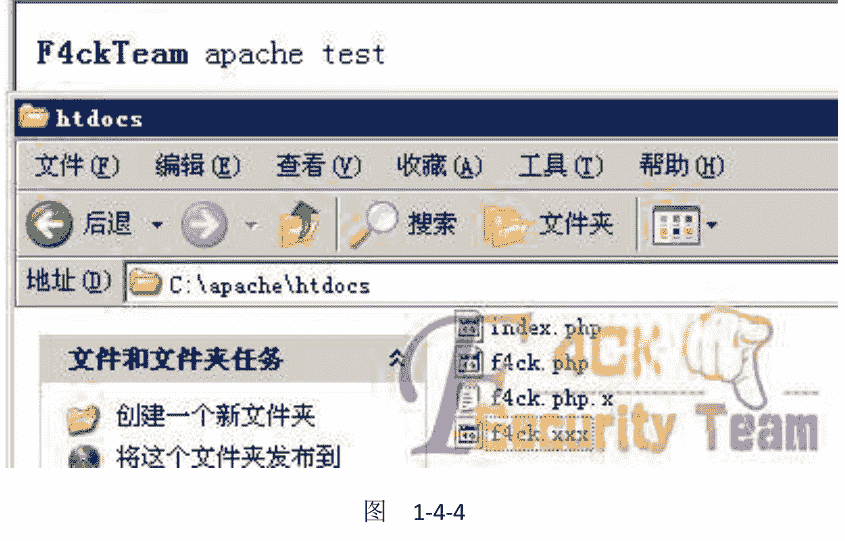 F4ckTeam apache test
htdocs
文件(F) 编辑(E) 查看(V) 收藏(A) 工具(T) 帮助(H)
后退 搜索 文件夹
地址(D) C:\apache\htdocs
index.php
文件和文件夹任务
f4ck.php
f4ck.php.x
创建一个新文件夹
f4ck.xxx
将这个文件夹发布到
F4CK
Security Team
图 1-4-4